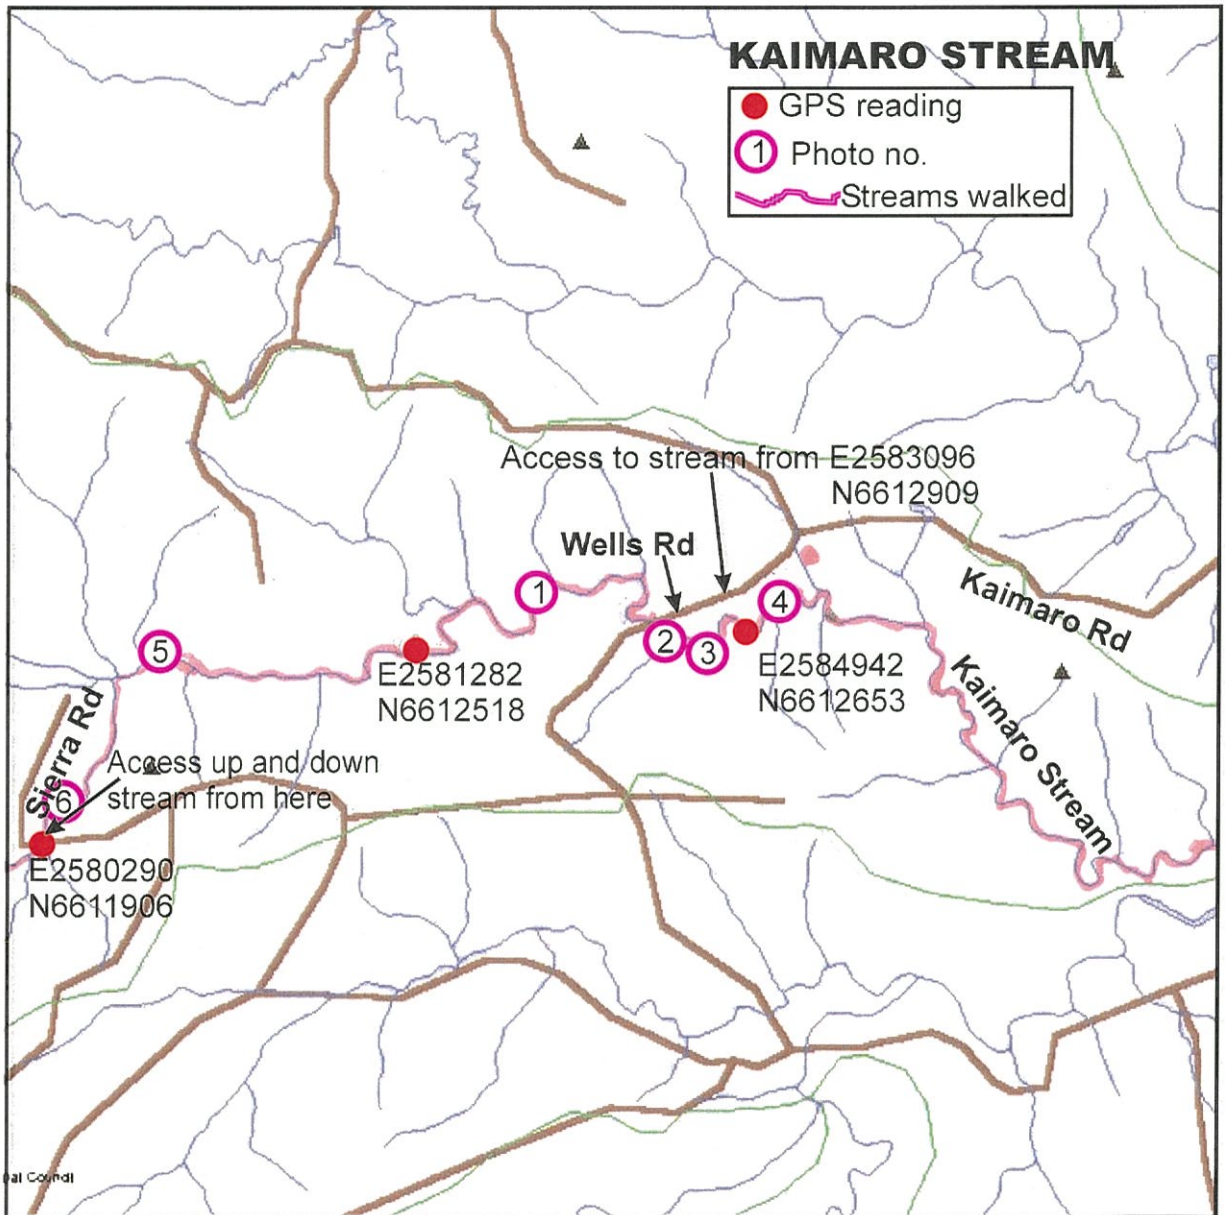 KAIMARO STREAM
GPS reading
1 Photo no.
Streams walked
Access to stream from E2583096
N6612909
Wells Rd
Kaimaro Rd
1
2
3
4
5
6
E2581282
N6612518
E2584942
N6612653
Kaimaro Stream
Sierra Rd
Access up and down
stream from here
E2580290
N6611906
Council